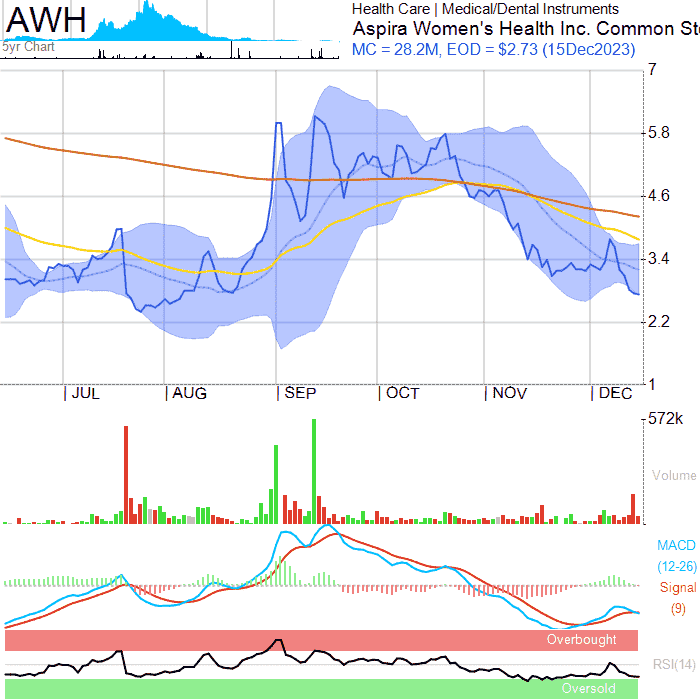 AWH
Health Care | Medical/Dental Instruments
Aspira Women's Health Inc. Common Sto
5yr Chart
MC = 28.2M, EOD = $2.73 (15Dec2023)
7
5.8
4.6
3.4
2.2
1
| JUL | AUG | SEP | OCT | NOV | DEC
572k
Volume
MACD
(12-26)
Signal
(9)
Overbought
RSI(14)
Oversold